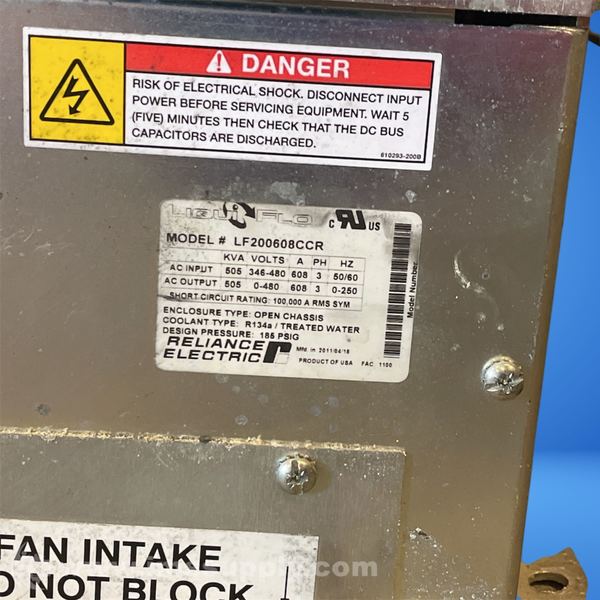 DANGER
RISK OF ELECTRICAL SHOCK. DISCONNECT INPUT
POWER BEFORE SERVICING EQUIPMENT. WAIT 5
(FIVE) MINUTES THEN CHECK THAT THE DC BUS
CAPACITORS ARE DISCHARGED.
610293-200B
LIQUIFLO
C RU US
MODEL # LF200608CCR
KVA VOLTS A PH HZ
AC INPUT 505 346-480 608 3 50/60
AC OUTPUT 505 0-480 608 3 0-250
SHORT CIRCUIT RATING: 100,000 A RMS SYM
ENCLOSURE TYPE: OPEN CHASSIS
COOLANT TYPE: R134a / TREATED WATER
DESIGN PRESSURE: 185 PSIG
RELIANCE
ELECTRIC
Mfd. in 2011/04/18
PRODUCT OF USA FAC 1100
Model Number
FAN INTAKE
O NOT BLOCK